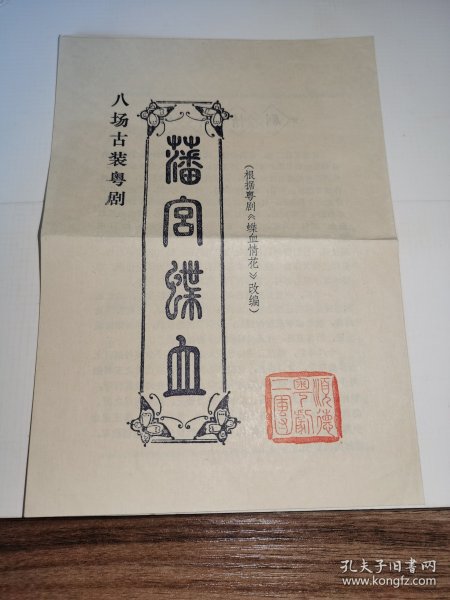 八场古装粤剧
藩宫蝶血
(根据粤剧《蝶血情花》改编)
顺德
粤剧
二团
孔夫子旧书网
www.kongfz.com